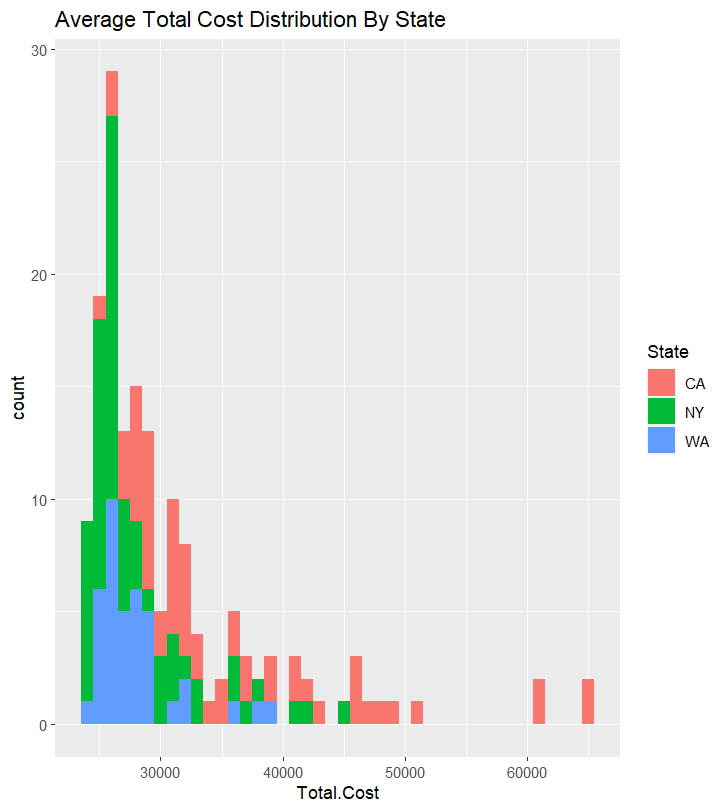 Average Total Cost Distribution By State
30
20
10
0
count
30000 40000 50000 60000
Total.Cost
State
CA
NY
WA